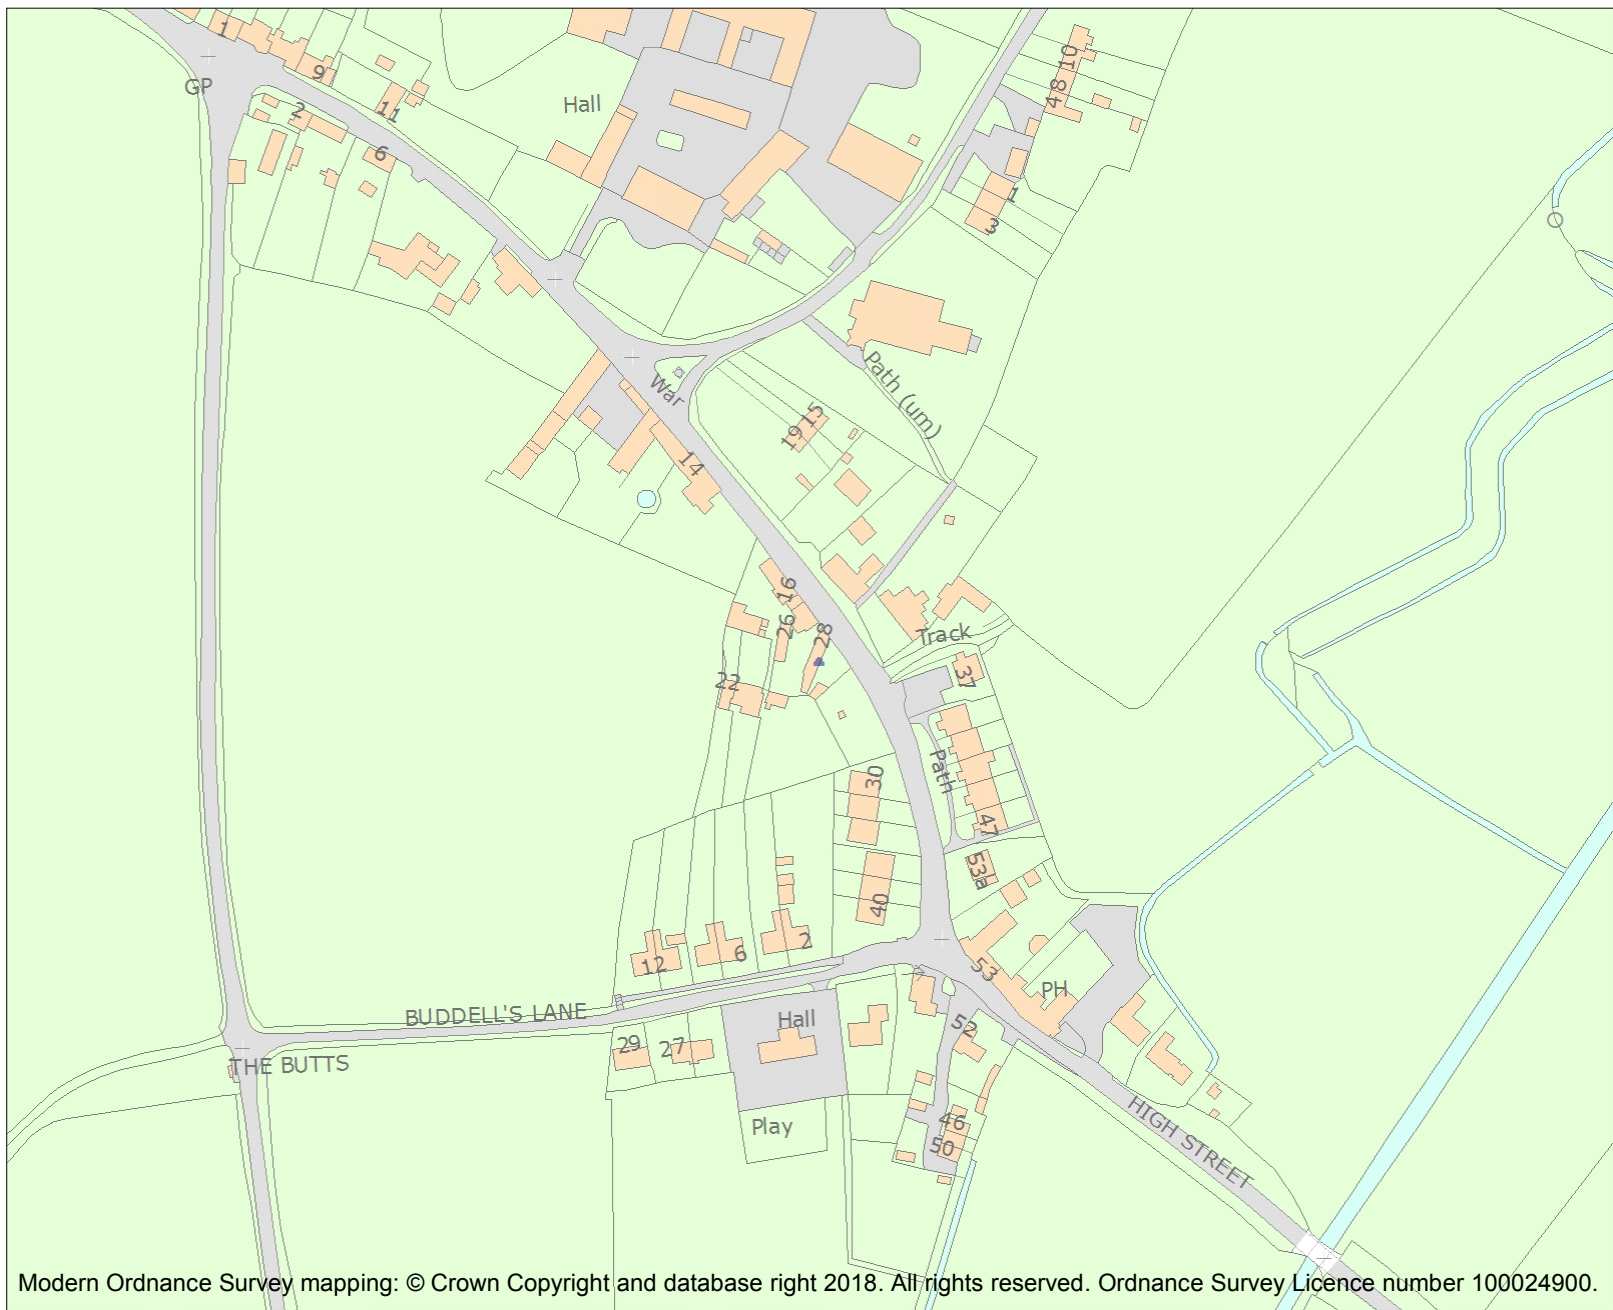 1
9
GP
2
11
Hall
6
10
8
4
1
3
War
Path (um)
15
19
14
16
26
28
Track
22
37
Path
30
47
53a
40
2
6
12
53
PH
BUDDELL'S LANE
Hall
52
29
27
THE BUTTS
HIGH STREET
46
50
Play
Modern Ordnance Survey mapping: © Crown Copyright and database right 2018. All rights reserved. Ordnance Survey Licence number 100024900.